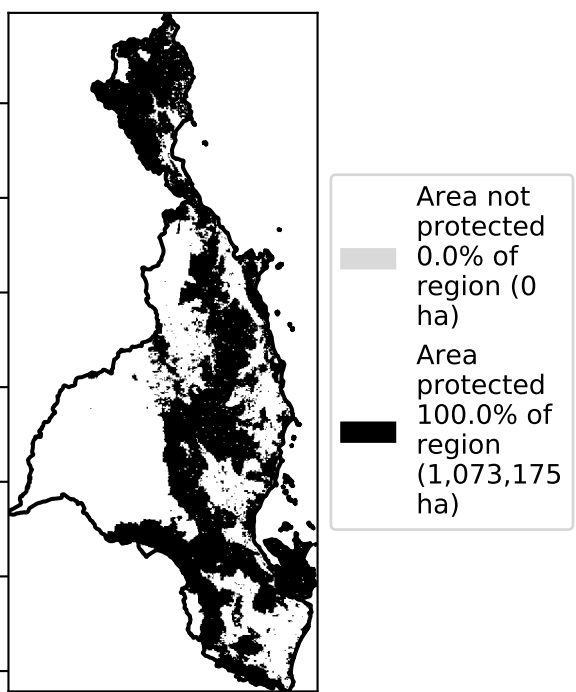 Area not
protected
0.0% of
region (0
ha)
Area
protected
100.0% of
region
(1,073,175
ha)